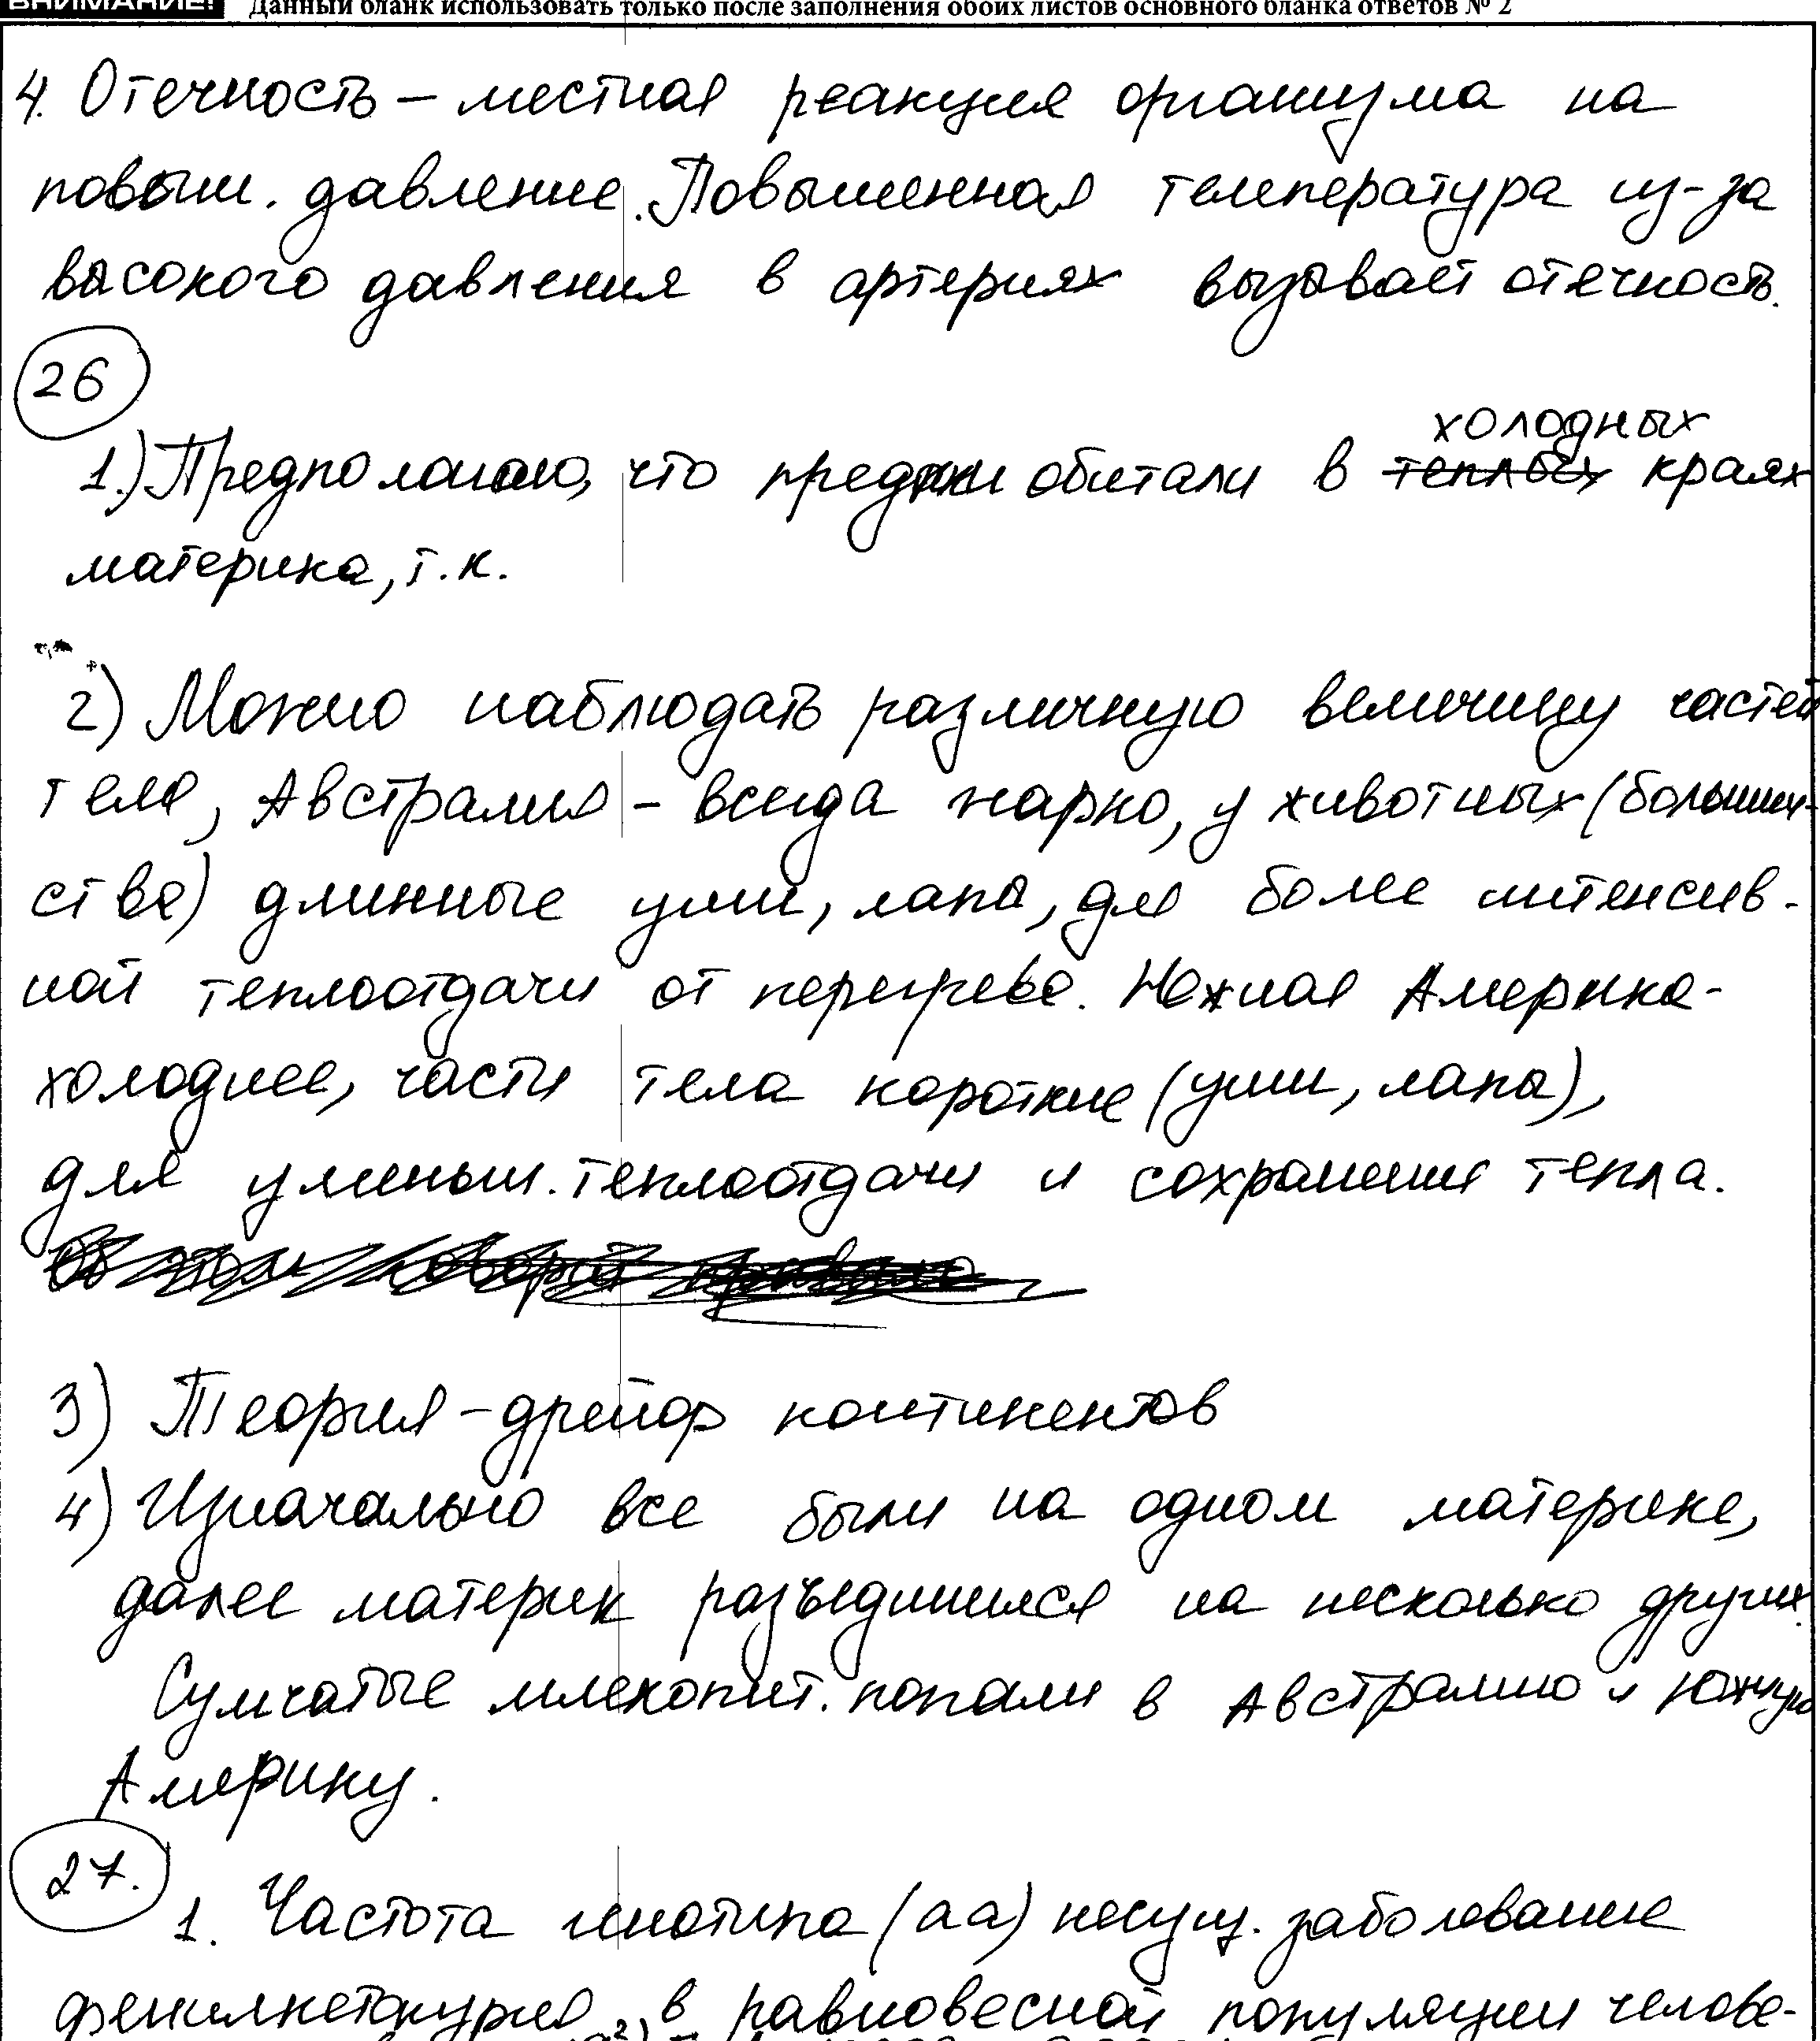 ВНИМАНИЕ! Данный бланк использовать только после заполнения обоих листов основного бланка ответов № 2
4. Отечность – местная реакция организма на
повыш. давление. Повышенная температура из-за
высокого давления в артериях вызывает отечность.
26
холодных
1.) Предполагаю, что предки обитали в теплых краях
материка, т.к.
2) Можно наблюдать различную величину частей
тела, Австралия – всегда жарко, у животных (большин-
ства) длинные уши, лапы, для более интенсив-
ной теплоотдачи от перегрева. Южная Америка-
холоднее, части тела короткие (уши, лапы),
для уменьш. теплоотдачи и сохранения тепла.
3) Теория – дрейф континентов
4) Изначально все были на одном материке,
далее материк разъединился на несколько других.
Сумчатые млекопит. попали в Австралию и Южную
Америку.
27.
1. Частота генотипа (аа) несущ. заболевание
фенилкетонурия в равновесной популяции челове-